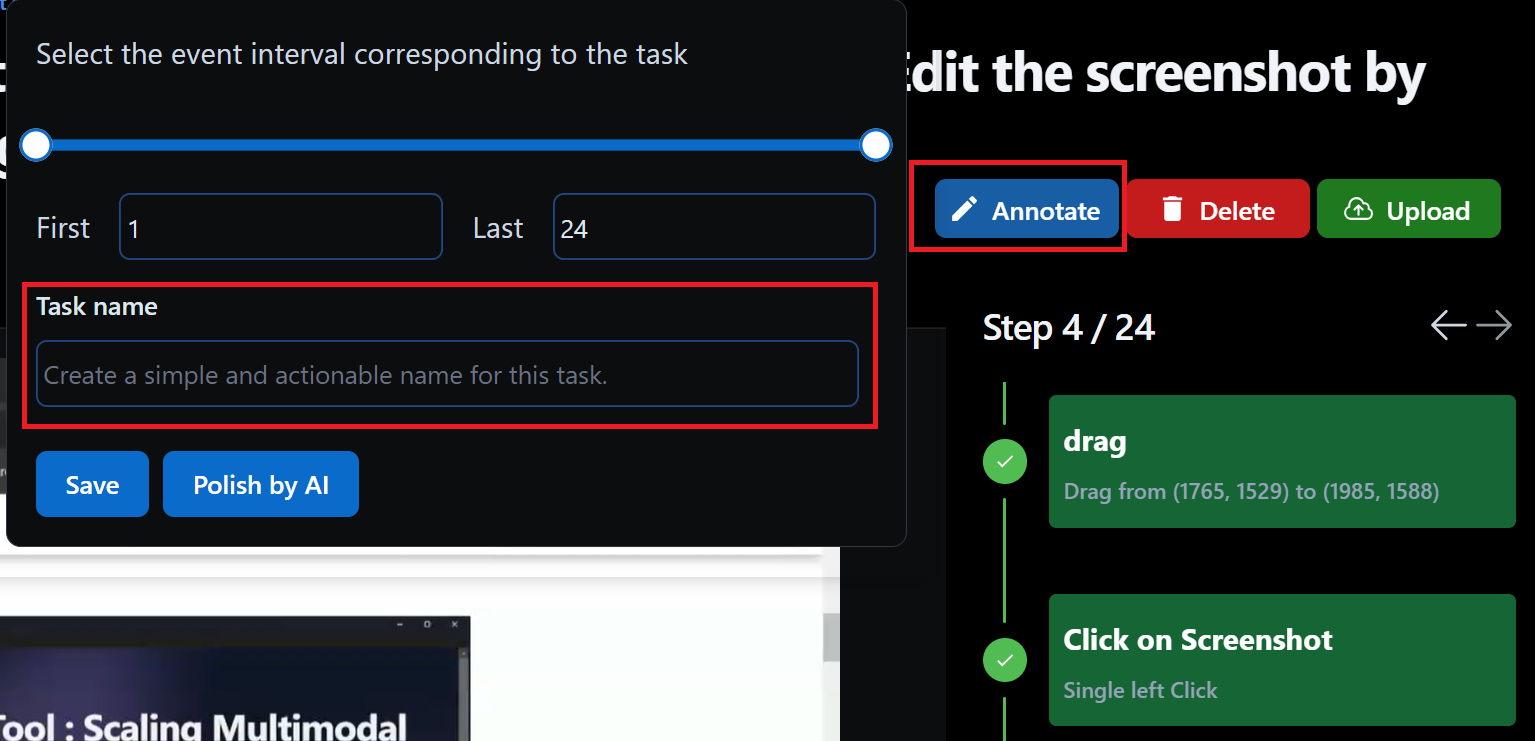 Select the event interval corresponding to the task
Edit the screenshot by
First 1 Last 24
Annotate Delete Upload
Task name
Create a simple and actionable name for this task.
Save Polish by AI
Step 4 / 24
drag
Drag from (1765, 1529) to (1985, 1588)
Click on Screenshot
Single left Click
Tool : Scaling Multimodal